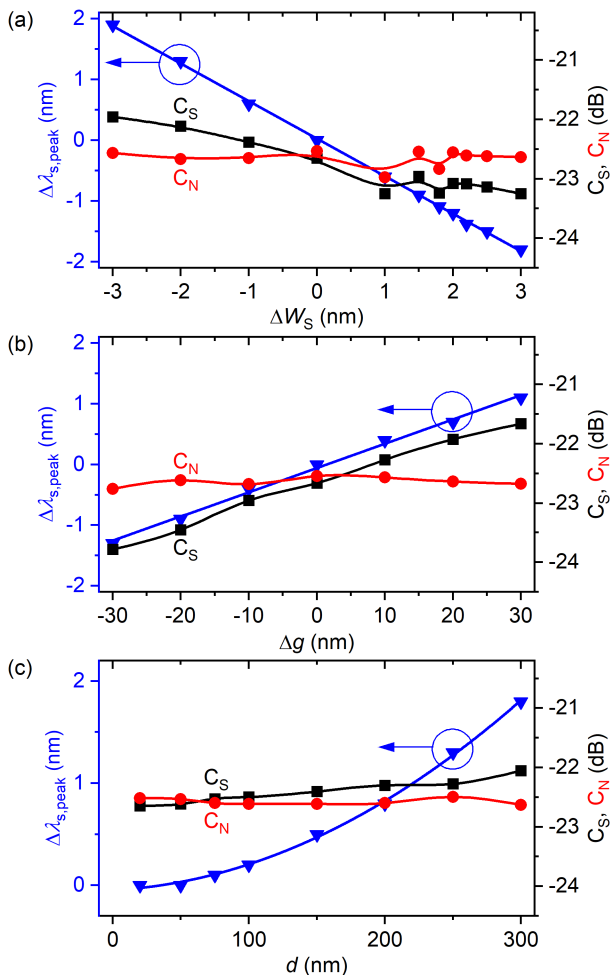 (a)
2
1
0
-1
-2
Δλs,peak (nm)
CS
CN
-21
-22
-23
-24
CS, CN (dB)
-3 -2 -1 0 1 2 3
ΔWS (nm)
(b)
2
1
0
-1
-2
Δλs,peak (nm)
CN
CS
-21
-22
-23
-24
CS, CN (dB)
-30 -20 -10 0 10 20 30
Δg (nm)
(c)
2
1
0
Δλs,peak (nm)
CS
CN
-21
-22
-23
-24
CS, CN (dB)
0 100 200 300
d (nm)